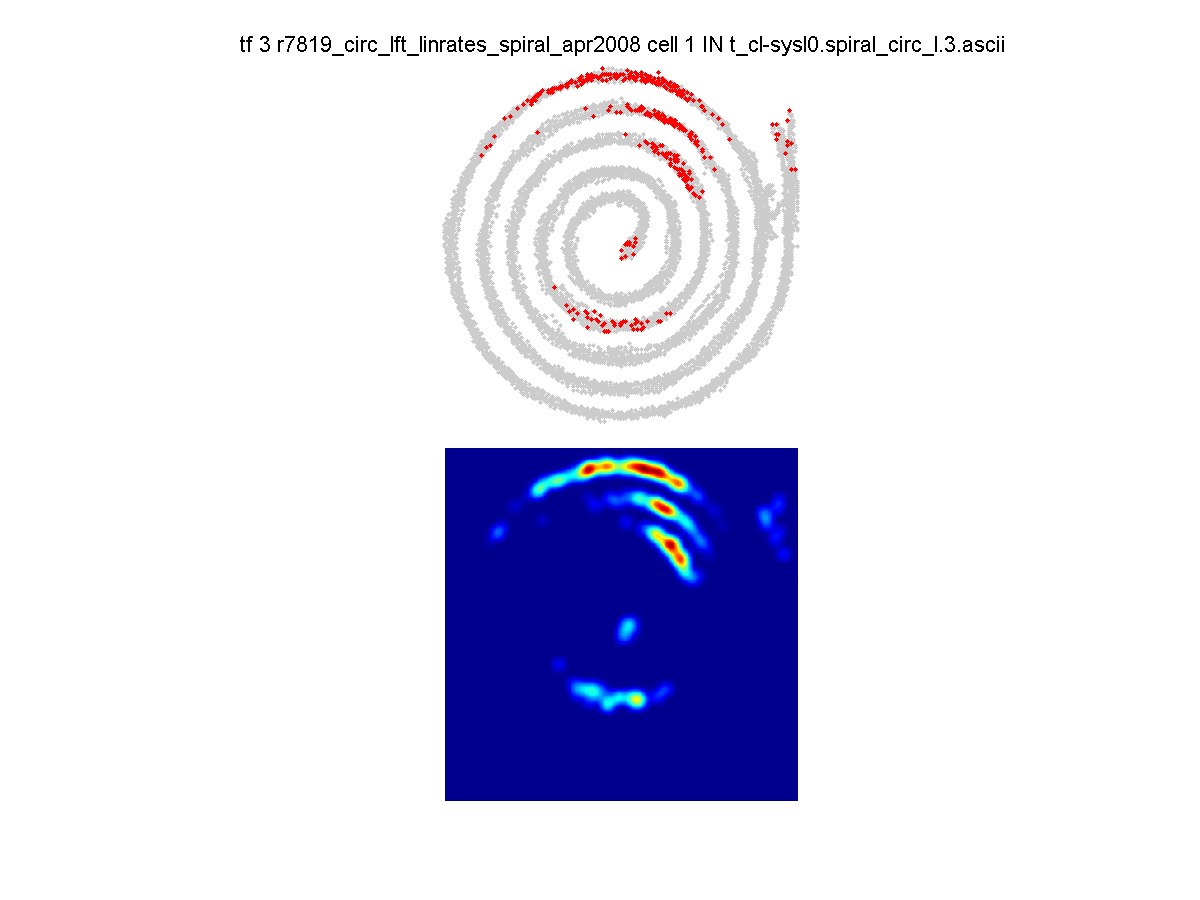 tf 3 r7819_circ_lft_linrates_spiral_apr2008 cell 1 IN t_cl-sysl0.spiral_circ_l.3.ascii